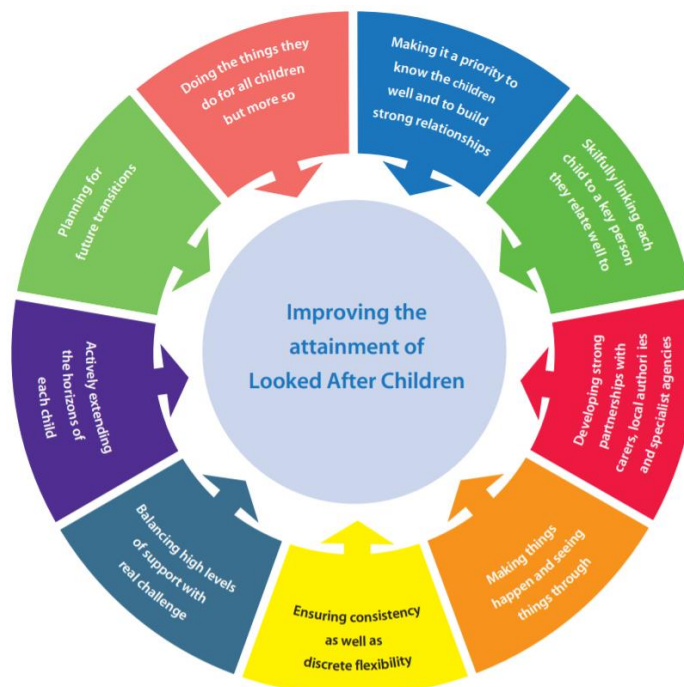 Improving the
attainment of
Looked After Children
Doing the things they
do for all children
but more so
Making it a priority to
know the children
well and to build
strong relationships
Skilfully linking each
child to a key person
they relate well to
Developing strong
partnerships with
carers, local authori ies
and specialist agencies
Making things
happen and seeing
things through
Ensuring consistency
as well as
discrete flexibility
Balancing high levels
of support with
real challenge
Actively extending
the horizons of
each child
Planning for
future transitions